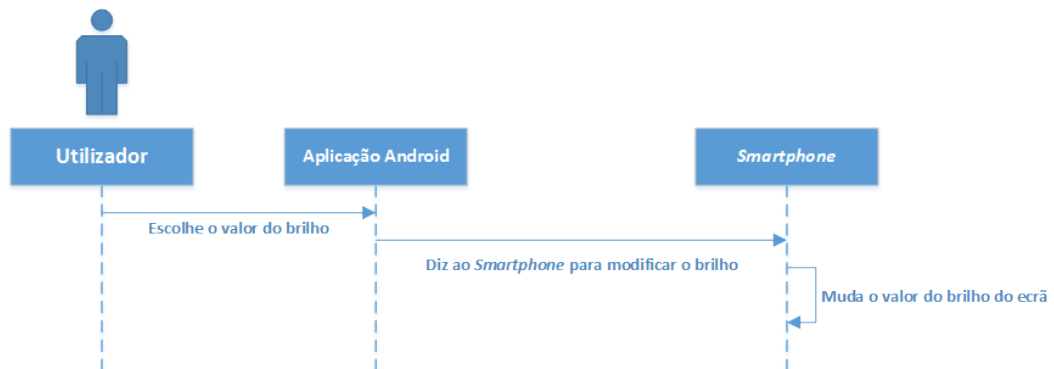 Utilizador
Aplicação Android
Smartphone
Escolhe o valor do brilho
Diz ao Smartphone para modificar o brilho
Muda o valor do brilho do ecrã